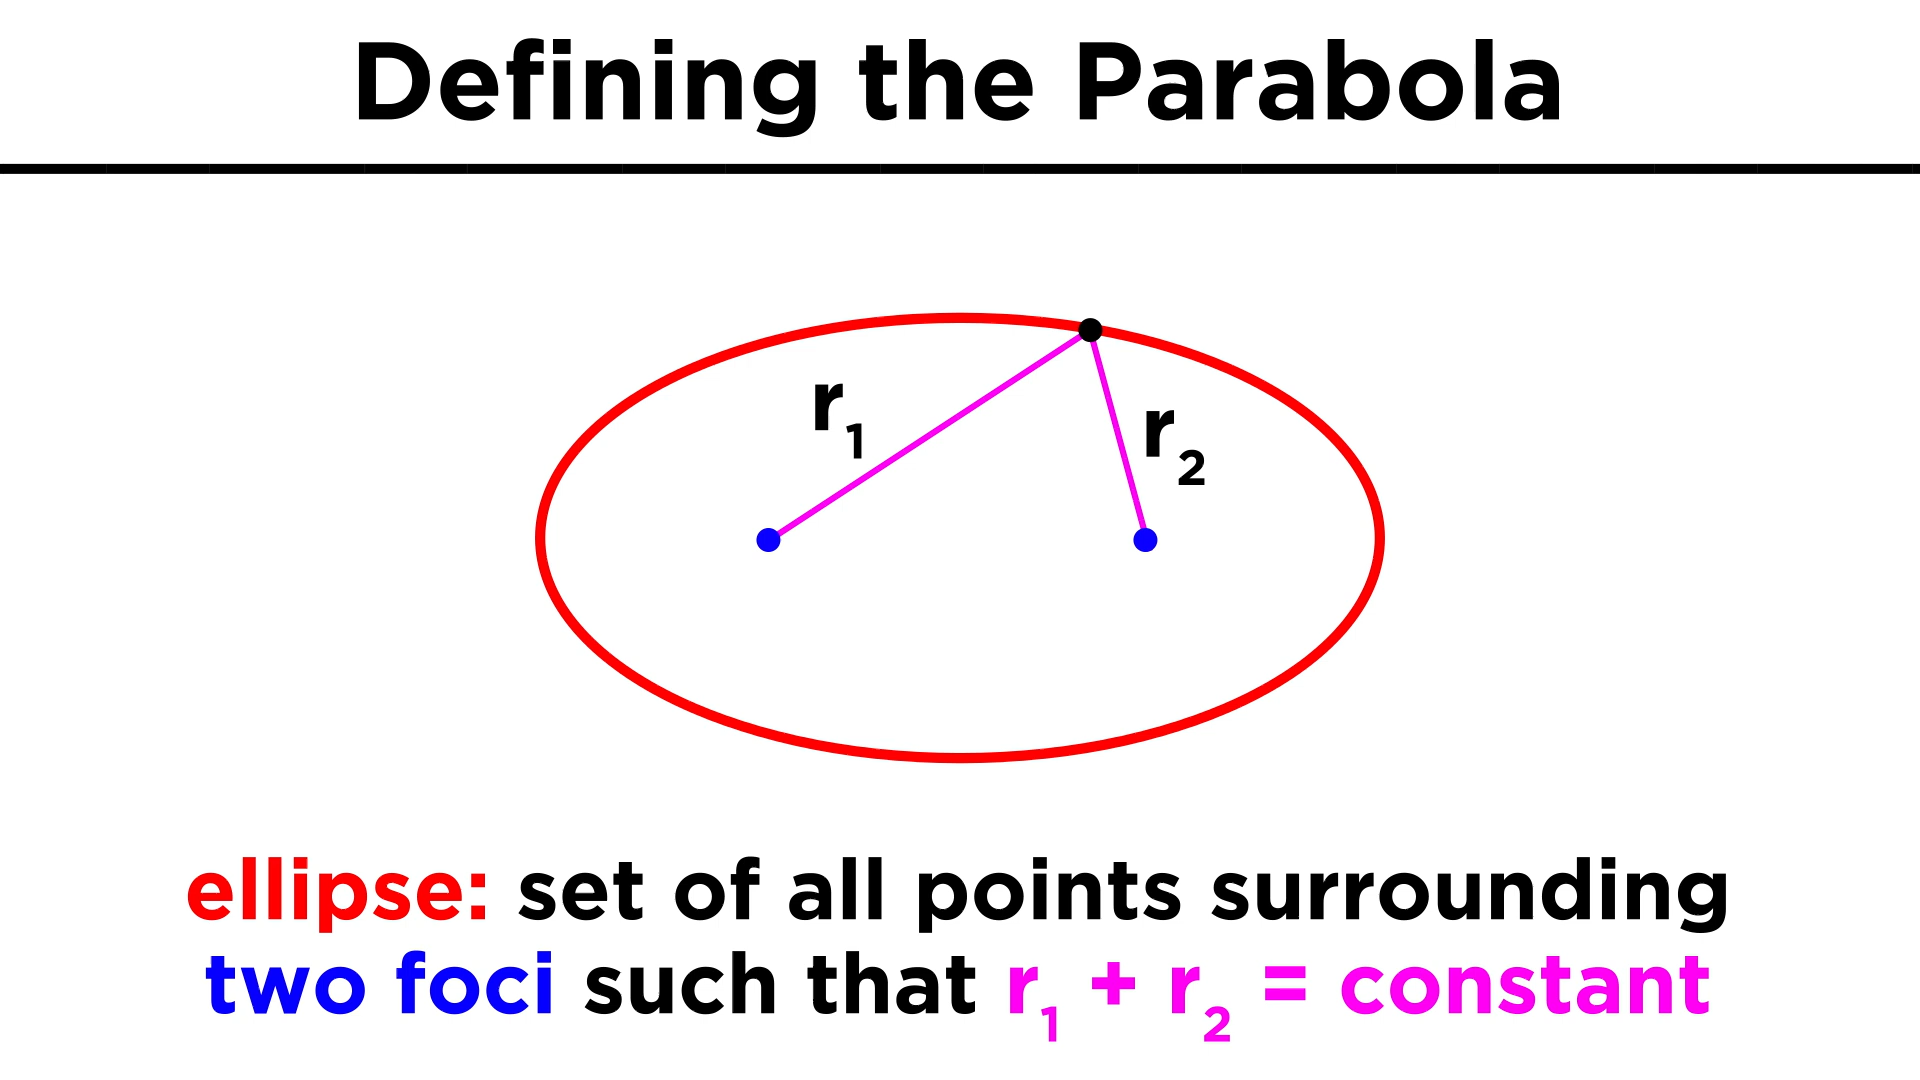 Defining the Parabola
r₁
r₂
ellipse: set of all points surrounding
two foci such that r₁ + r₂ = constant